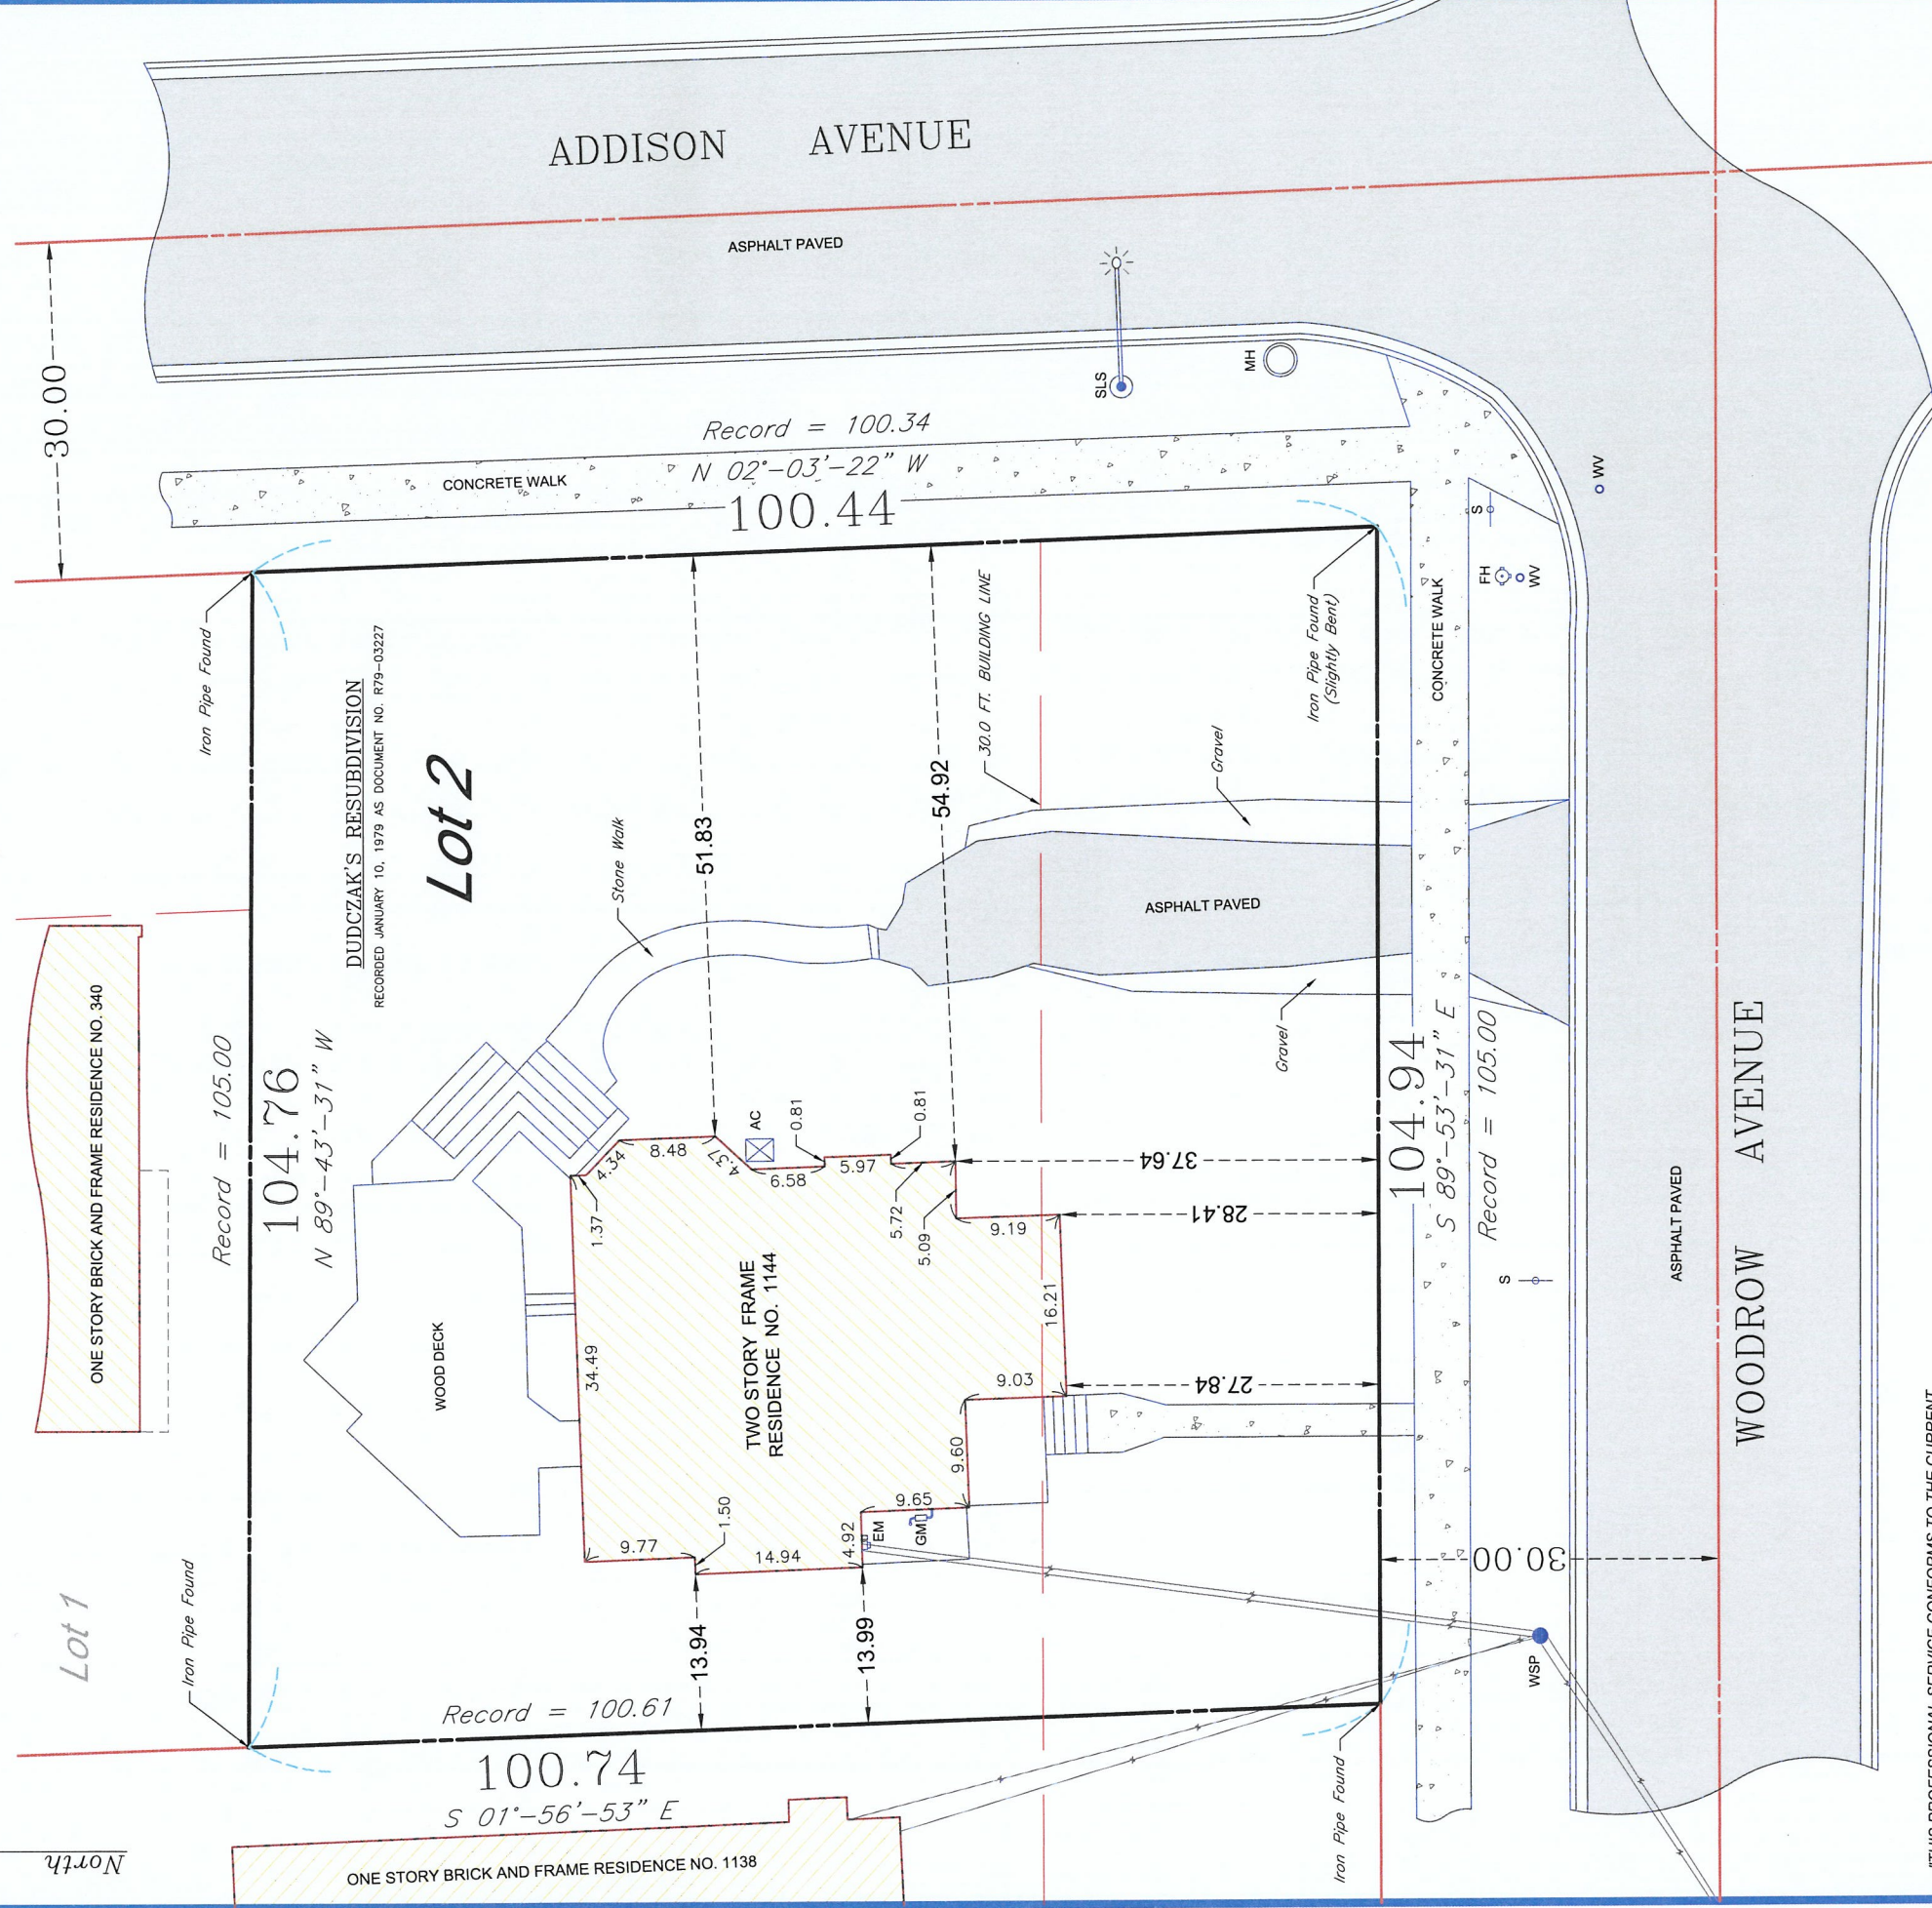 ADDISON AVENUE
ASPHALT PAVED
30.00
SLS
MH
Record = 100.34
N 02°-03'-22" W
100.44
CONCRETE WALK
Iron Pipe Found
DUDCZAK'S RESUBDIVISION
RECORDED JANUARY 10, 1979 AS DOCUMENT NO. R79-03227
Lot 2
ONE STORY BRICK AND FRAME RESIDENCE NO. 340
Record = 105.00
104.76
N 89°-43'-31" W
Stone Walk
51.83
54.92
30.0 FT. BUILDING LINE
Gravel
ASPHALT PAVED
Gravel
Iron Pipe Found
(Slightly Bent)
CONCRETE WALK
S
FH
WV
WV
WOOD DECK
TWO STORY FRAME
RESIDENCE NO. 1144
4.34
8.48
4.37
AC
0.81
0.81
6.58
5.97
5.72
5.09
1.37
34.49
9.19
16.21
9.03
9.60
9.65
4.92
EM
GM
9.77
1.50
14.94
37.64
28.41
27.84
13.94
13.99
104.94
S 89°-53'-31" E
Record = 105.00
S
ASPHALT PAVED
WOODROW AVENUE
30.00
WSP
Lot 1
Iron Pipe Found
Record = 100.61
100.74
S 01°-56'-53" E
Iron Pipe Found
ONE STORY BRICK AND FRAME RESIDENCE NO. 1138
North